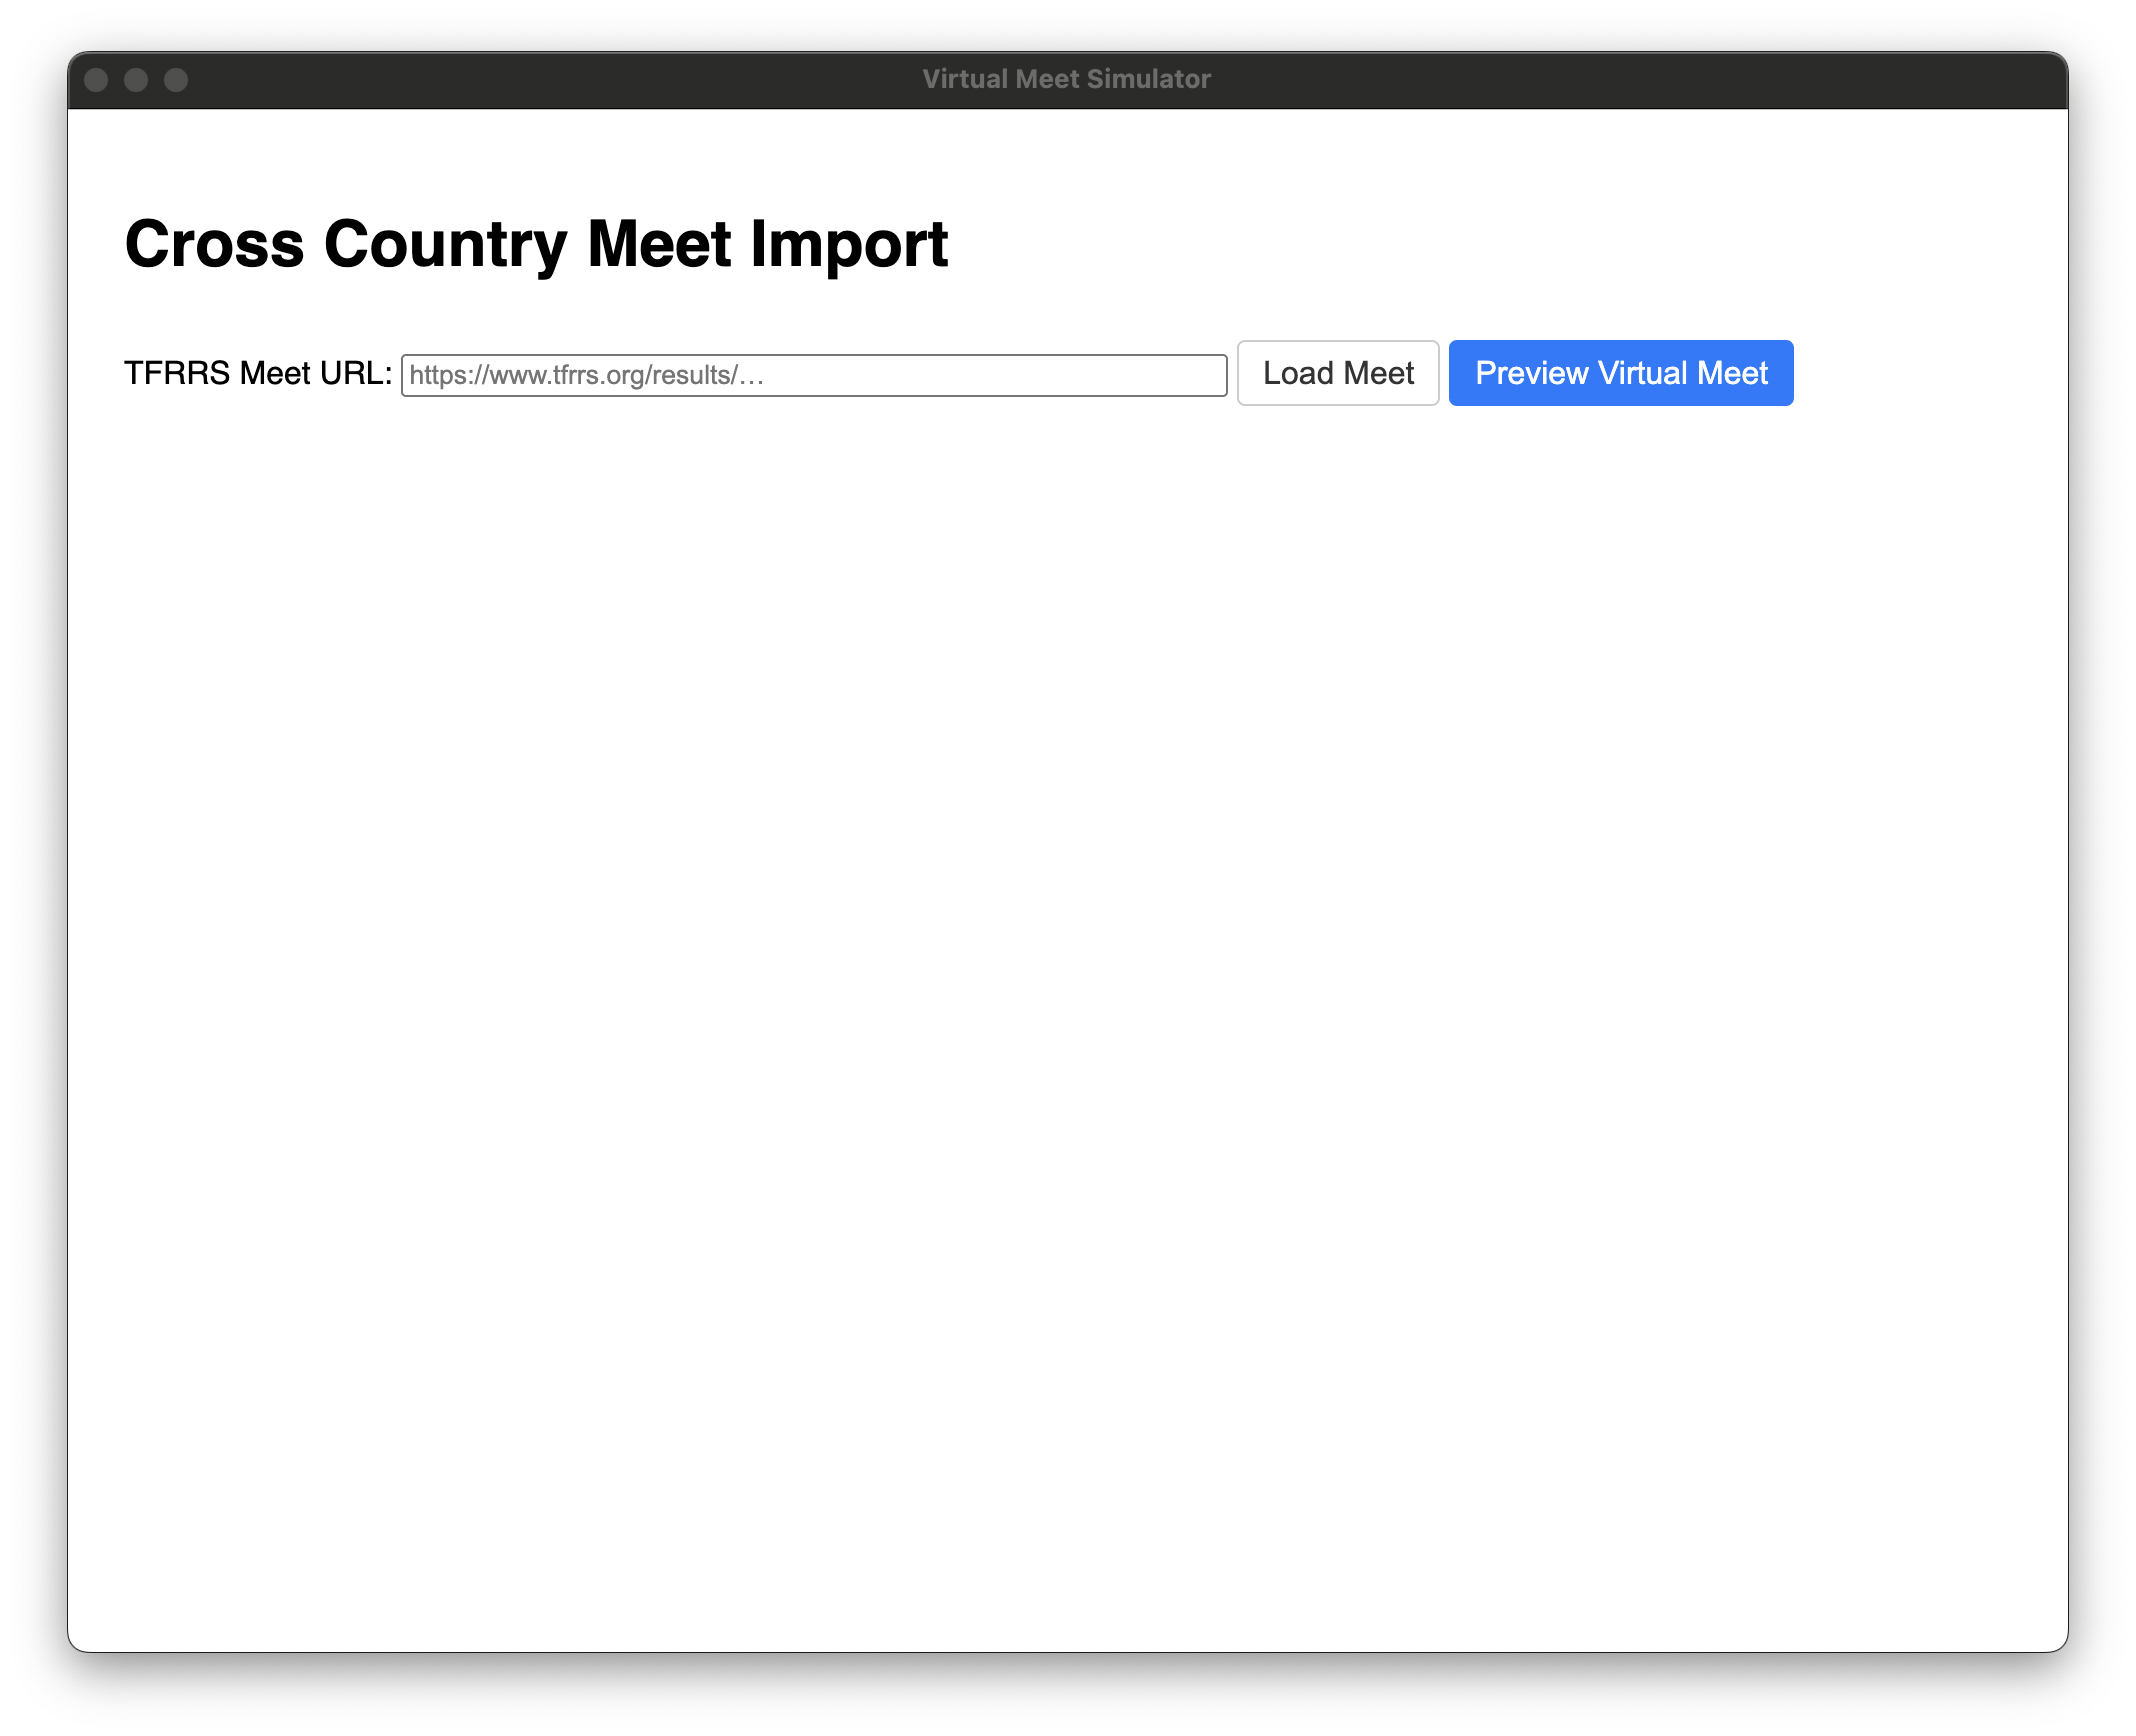 Virtual Meet Simulator
Cross Country Meet Import
TFRRS Meet URL: https://www.tfrrs.org/results/… Load Meet Preview Virtual Meet